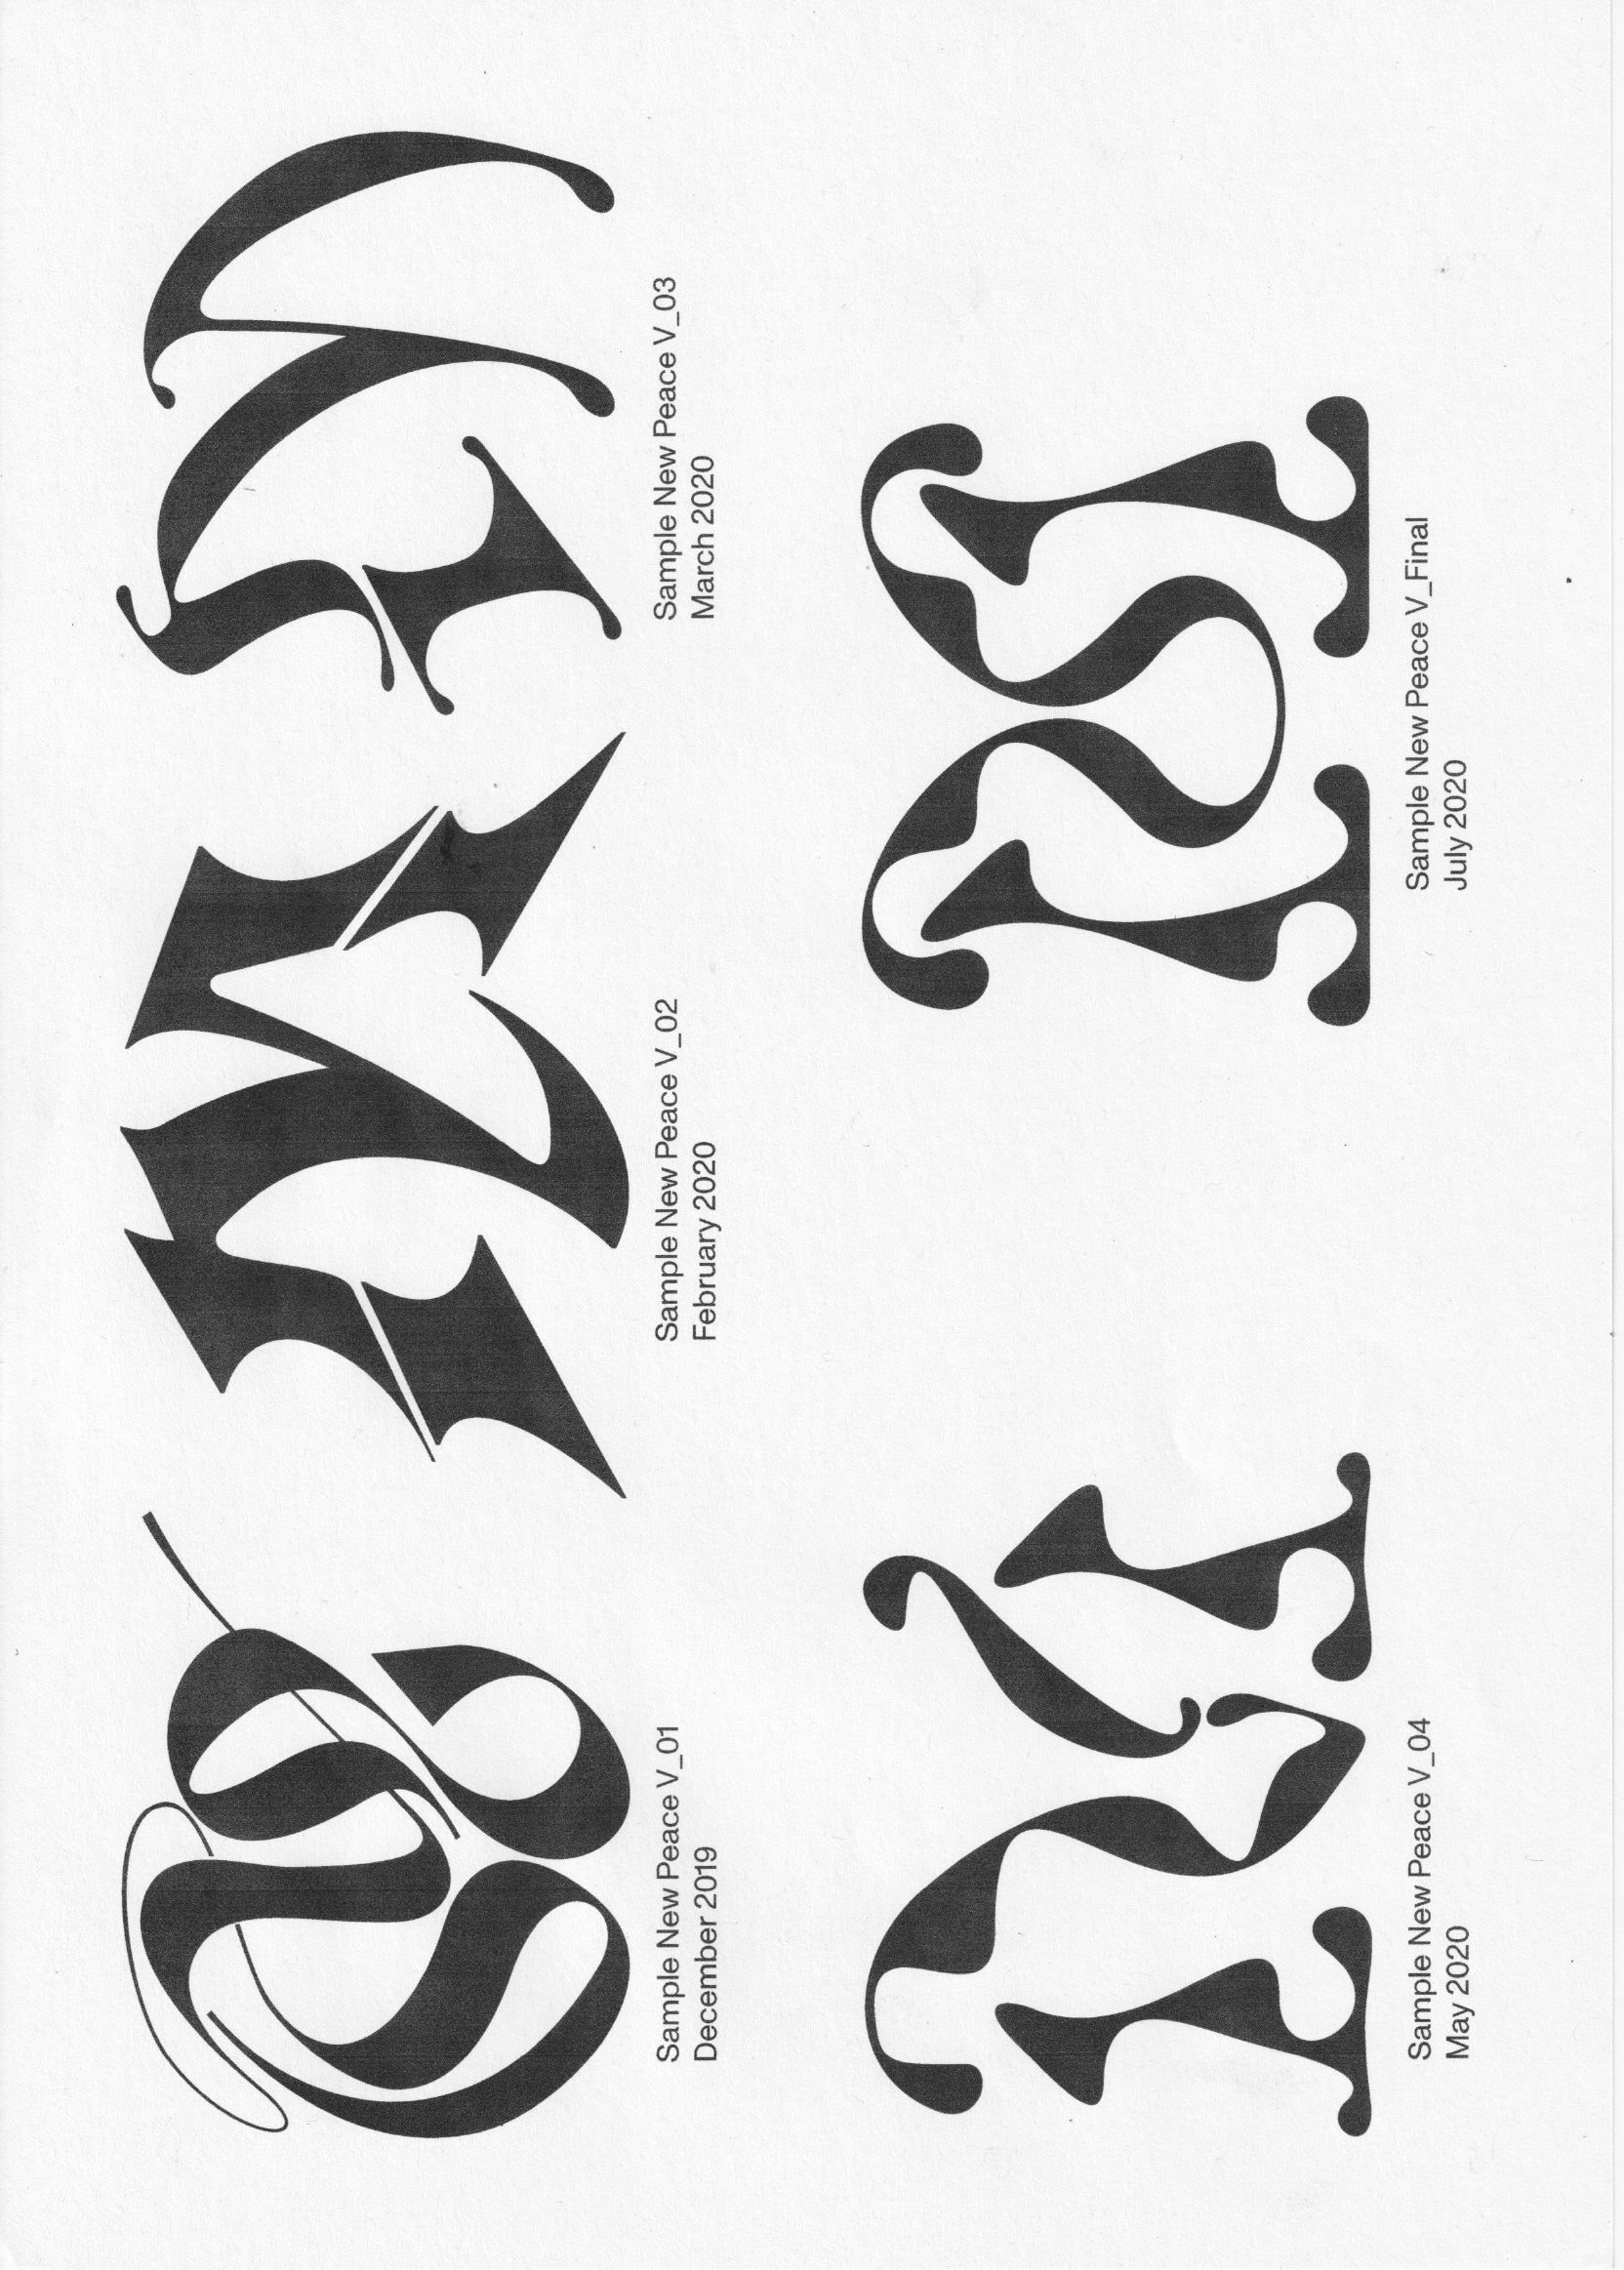 Sample New Peace V_01
December 2019
Sample New Peace V_02
February 2020
Sample New Peace V_03
March 2020
Sample New Peace V_04
May 2020
Sample New Peace V_Final
July 2020